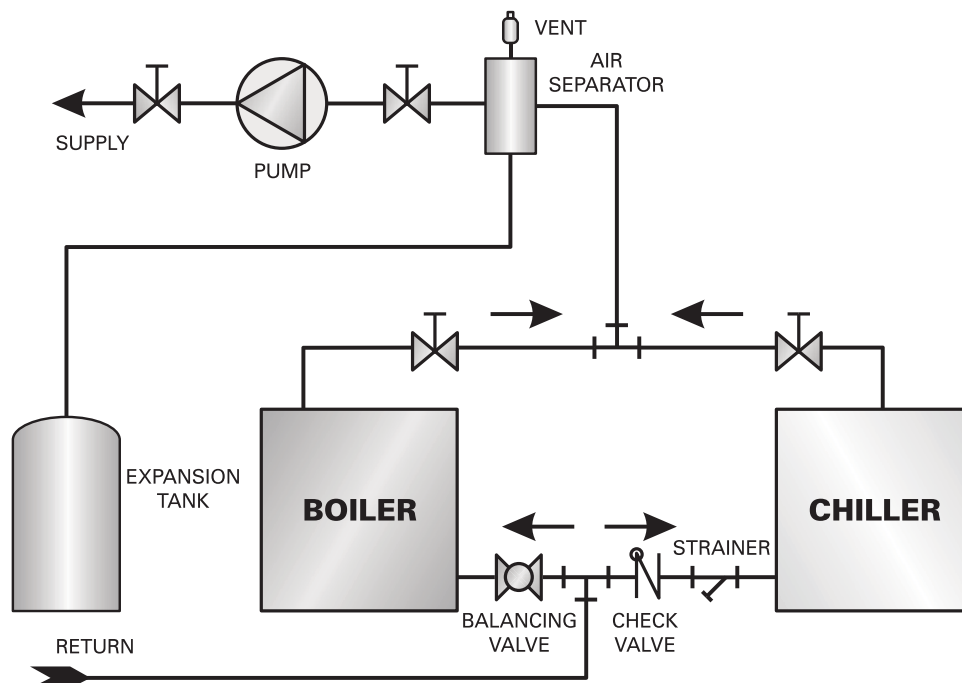 VENT
AIR
SEPARATOR
SUPPLY
PUMP
EXPANSION
TANK
BOILER
CHILLER
STRAINER
BALANCING
VALVE
CHECK
VALVE
RETURN